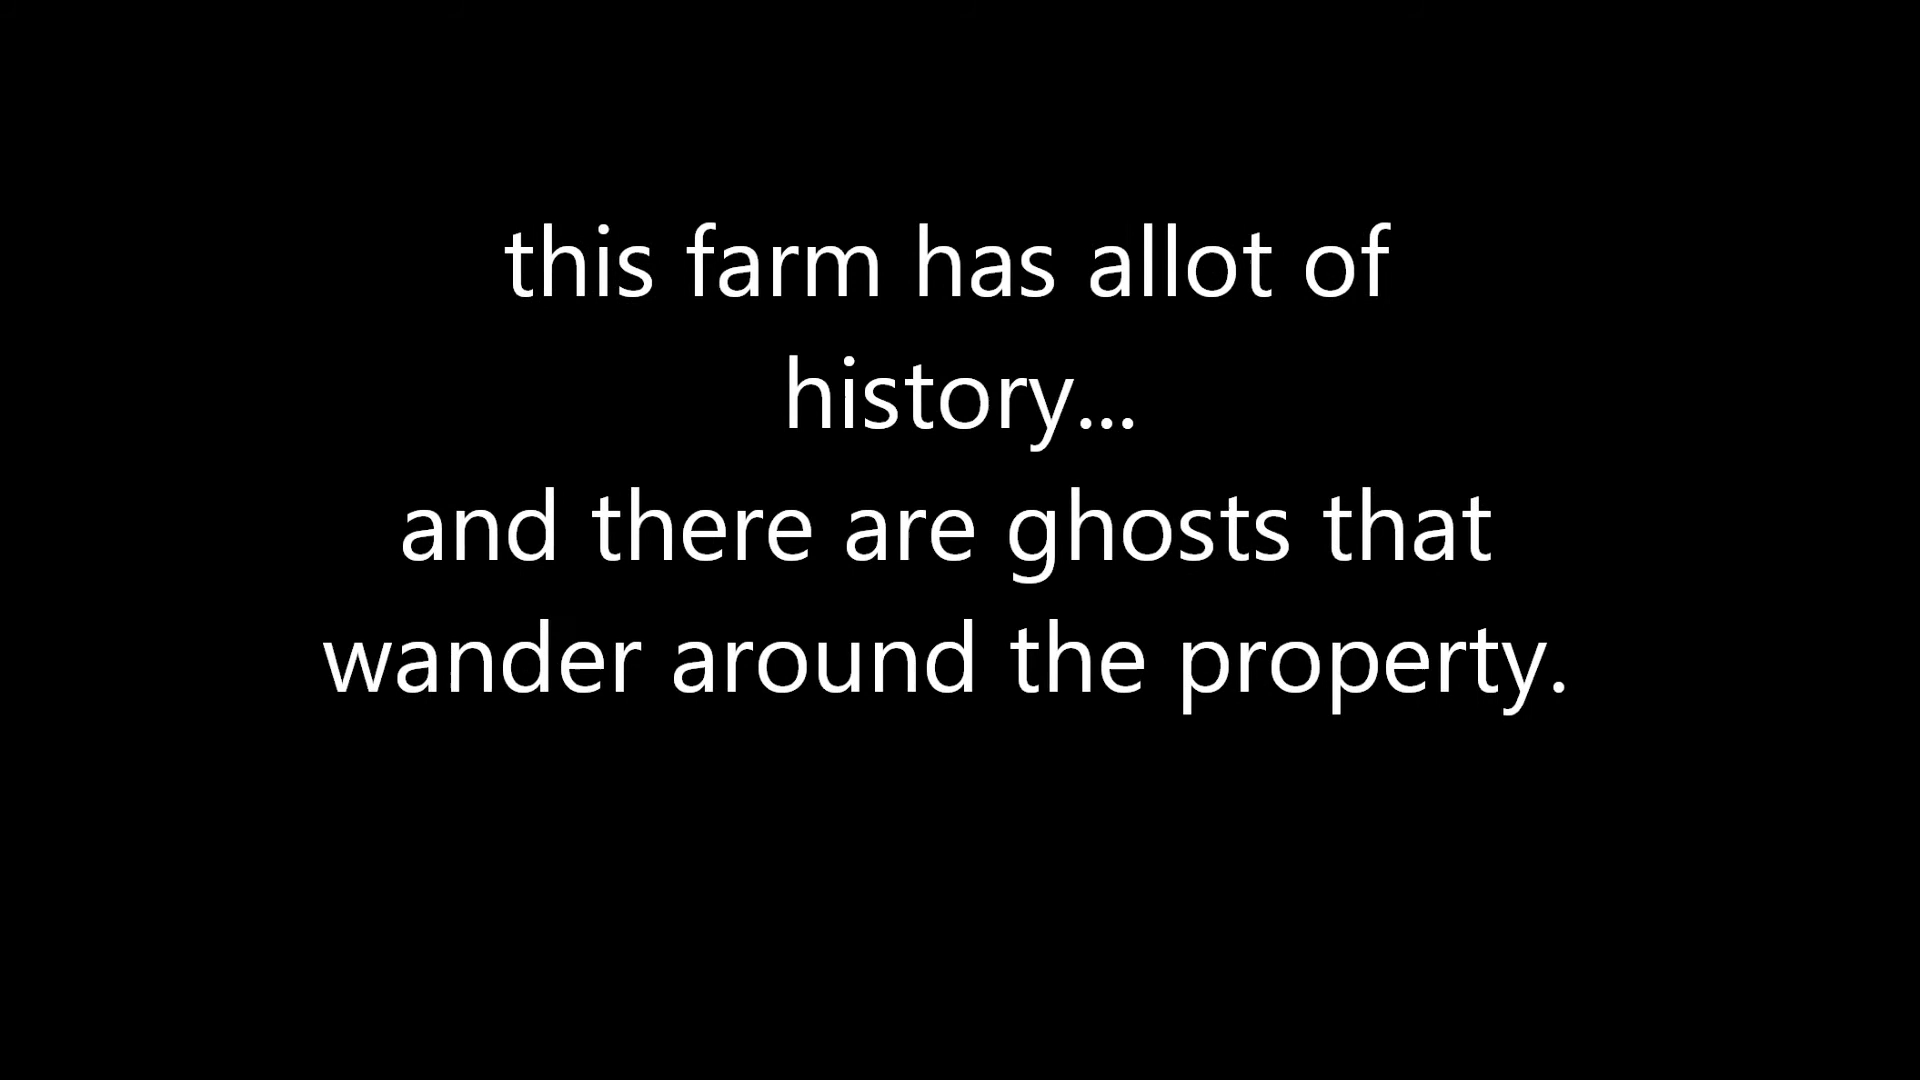 this farm has allot of
history...
and there are ghosts that
wander around the property.